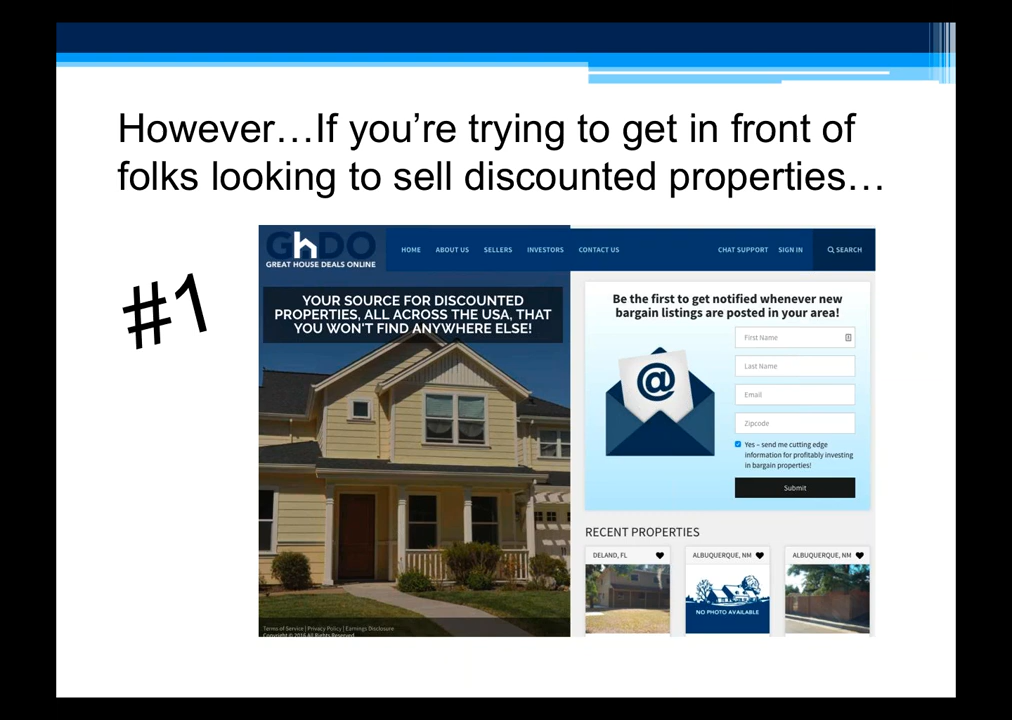 However…If you’re trying to get in front of
folks looking to sell discounted properties…
#1
GhDO
GREAT HOUSE DEALS ONLINE
HOME ABOUT US SELLERS INVESTORS CONTACT US CHAT SUPPORT SIGN IN SEARCH
YOUR SOURCE FOR DISCOUNTED
PROPERTIES, ALL ACROSS THE USA, THAT
YOU WON'T FIND ANYWHERE ELSE!
Terms of Service | Privacy Policy | Earnings Disclosure
Copyright © 2016 All Rights Reserved
Be the first to get notified whenever new
bargain listings are posted in your area!
@
First Name
Last Name
Email
Zipcode
Yes – send me cutting edge
information for profitably investing
in bargain properties!
Submit
RECENT PROPERTIES
DELAND, FL ALBUQUERQUE, NM ALBUQUERQUE, NM
NO PHOTO AVAILABLE